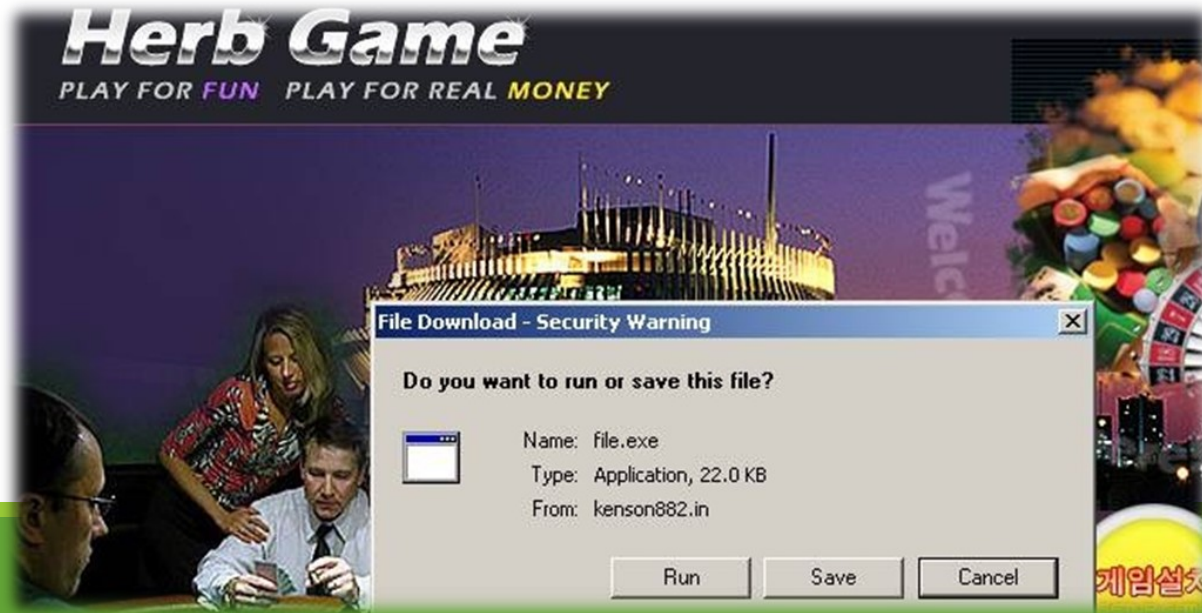 Herb Game
PLAY FOR FUN PLAY FOR REAL MONEY
File Download - Security Warning
Do you want to run or save this file?
Name: file.exe
Type: Application, 22.0 KB
From: kenson882.in
Run Save Cancel